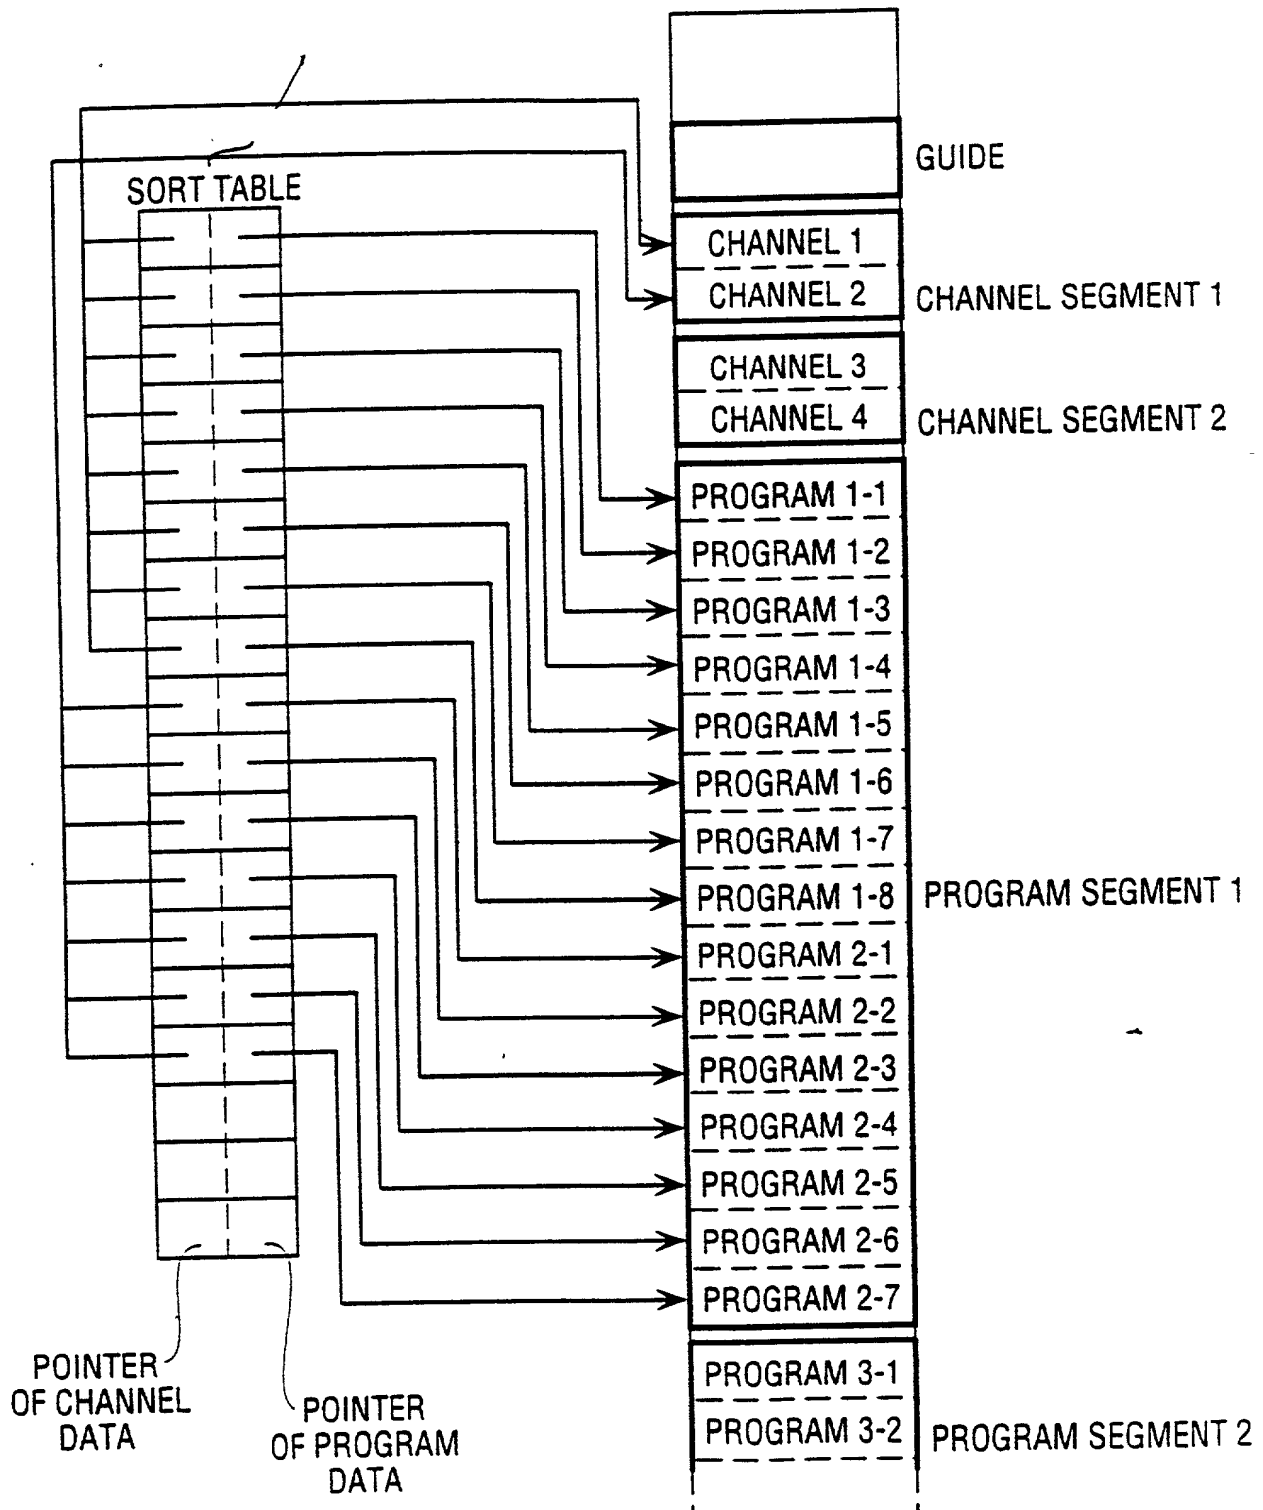 GUIDE
SORT TABLE
CHANNEL 1
CHANNEL 2
CHANNEL SEGMENT 1
CHANNEL 3
CHANNEL 4
CHANNEL SEGMENT 2
PROGRAM 1-1
PROGRAM 1-2
PROGRAM 1-3
PROGRAM 1-4
PROGRAM 1-5
PROGRAM 1-6
PROGRAM 1-7
PROGRAM 1-8
PROGRAM SEGMENT 1
PROGRAM 2-1
PROGRAM 2-2
PROGRAM 2-3
PROGRAM 2-4
PROGRAM 2-5
PROGRAM 2-6
PROGRAM 2-7
POINTER
OF CHANNEL
DATA
POINTER
OF PROGRAM
DATA
PROGRAM 3-1
PROGRAM 3-2
PROGRAM SEGMENT 2